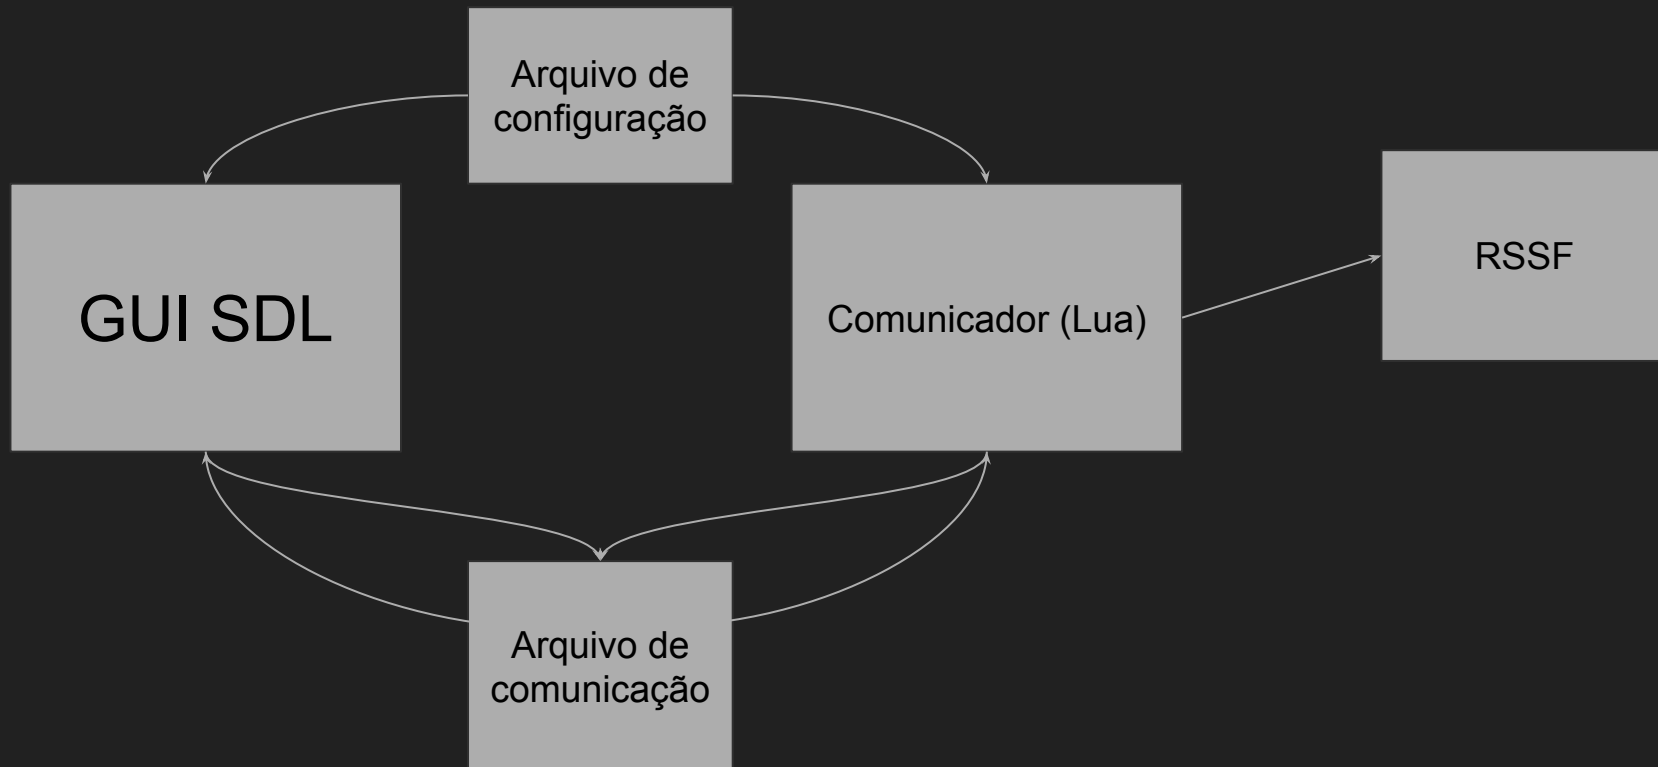 Arquivo de
configuração
GUI SDL
Comunicador (Lua)
RSSF
Arquivo de
comunicação